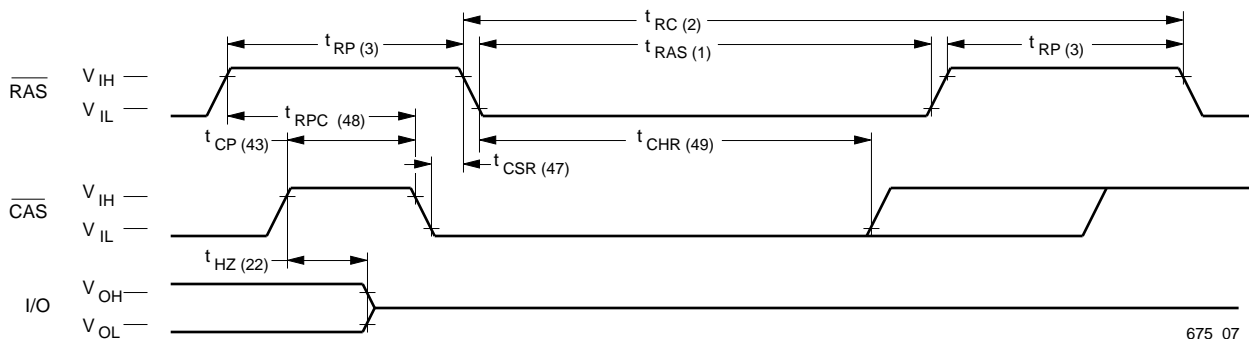 t RC (2)
t RP (3)
t RAS (1)
t RP (3)
RAS
V IH
V IL
t RPC (48)
t CP (43)
t CHR (49)
t CSR (47)
CAS
V IH
V IL
t HZ (22)
I/O
V OH
V OL
675 07